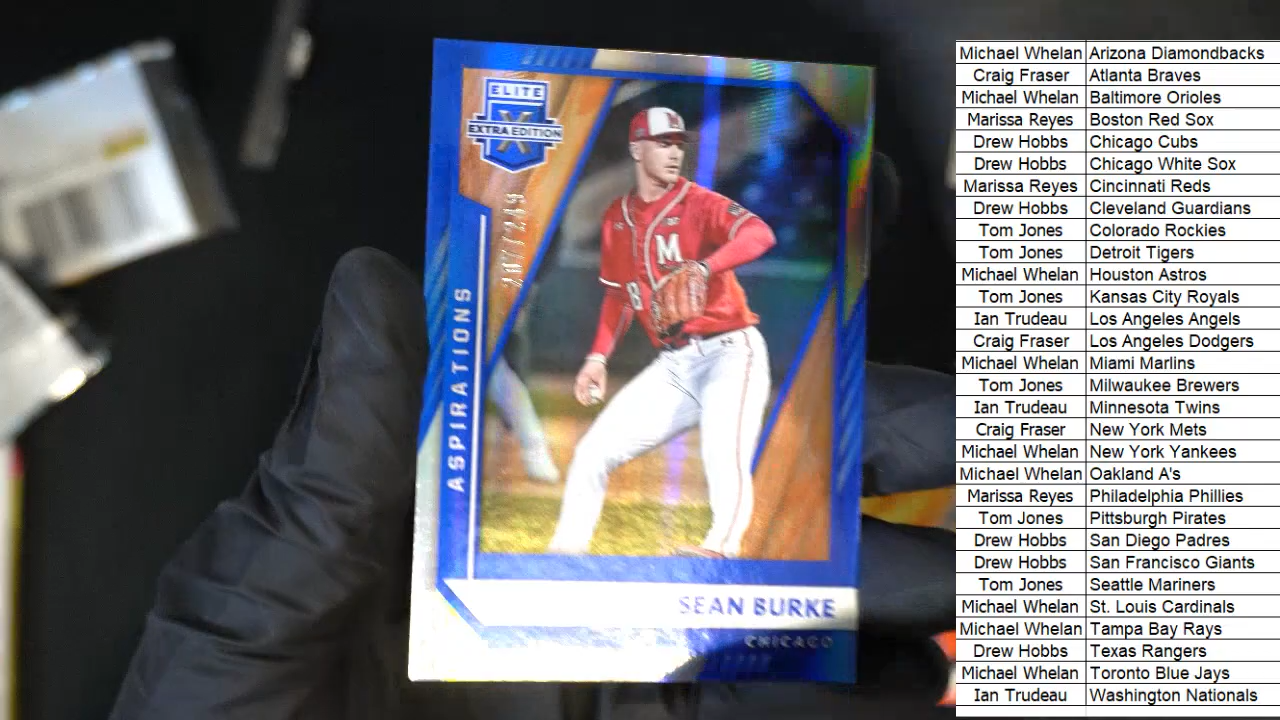 ELITE
X
EXTRA EDITION
ASPIRATIONS
M
M
8
SEAN BURKE
CHICAGO
Michael Whelan Arizona Diamondbacks
Craig Fraser Atlanta Braves
Michael Whelan Baltimore Orioles
Marissa Reyes Boston Red Sox
Drew Hobbs Chicago Cubs
Drew Hobbs Chicago White Sox
Marissa Reyes Cincinnati Reds
Drew Hobbs Cleveland Guardians
Tom Jones Colorado Rockies
Tom Jones Detroit Tigers
Michael Whelan Houston Astros
Tom Jones Kansas City Royals
Ian Trudeau Los Angeles Angels
Craig Fraser Los Angeles Dodgers
Michael Whelan Miami Marlins
Tom Jones Milwaukee Brewers
Ian Trudeau Minnesota Twins
Craig Fraser New York Mets
Michael Whelan New York Yankees
Michael Whelan Oakland A's
Marissa Reyes Philadelphia Phillies
Tom Jones Pittsburgh Pirates
Drew Hobbs San Diego Padres
Drew Hobbs San Francisco Giants
Tom Jones Seattle Mariners
Michael Whelan St. Louis Cardinals
Michael Whelan Tampa Bay Rays
Drew Hobbs Texas Rangers
Michael Whelan Toronto Blue Jays
Ian Trudeau Washington Nationals